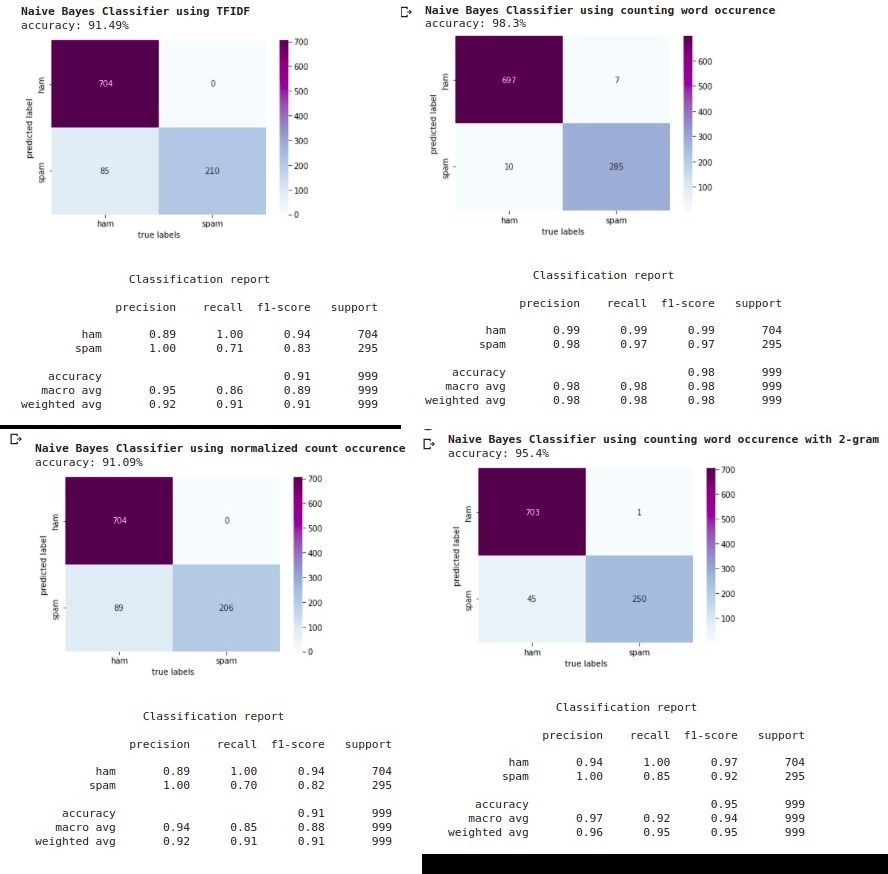 Naive Bayes Classifier using TFIDF
accuracy: 91.49%
704 0
85 210
ham
spam
predicted label
ham spam
true labels
700
600
500
400
300
200
100
0
Classification report
precision recall f1-score support
ham 0.89 1.00 0.94 704
spam 1.00 0.71 0.83 295
accuracy 0.91 999
macro avg 0.95 0.86 0.89 999
weighted avg 0.92 0.91 0.91 999
Naive Bayes Classifier using counting word occurence
accuracy: 98.3%
697 7
10 285
ham
spam
predicted label
ham spam
true labels
600
500
400
300
200
100
Classification report
precision recall f1-score support
ham 0.99 0.99 0.99 704
spam 0.98 0.97 0.97 295
accuracy 0.98 999
macro avg 0.98 0.98 0.98 999
weighted avg 0.98 0.98 0.98 999
Naive Bayes Classifier using normalized count occurence
accuracy: 91.09%
704 0
89 206
ham
spam
predicted label
ham spam
true labels
700
600
500
400
300
200
100
0
Classification report
precision recall f1-score support
ham 0.89 1.00 0.94 704
spam 1.00 0.70 0.82 295
accuracy 0.91 999
macro avg 0.94 0.85 0.88 999
weighted avg 0.92 0.91 0.91 999
Naive Bayes Classifier using counting word occurence with 2-gram
accuracy: 95.4%
703 1
45 250
ham
spam
predicted label
ham spam
true labels
700
600
500
400
300
200
100
Classification report
precision recall f1-score support
ham 0.94 1.00 0.97 704
spam 1.00 0.85 0.92 295
accuracy 0.95 999
macro avg 0.97 0.92 0.94 999
weighted avg 0.96 0.95 0.95 999